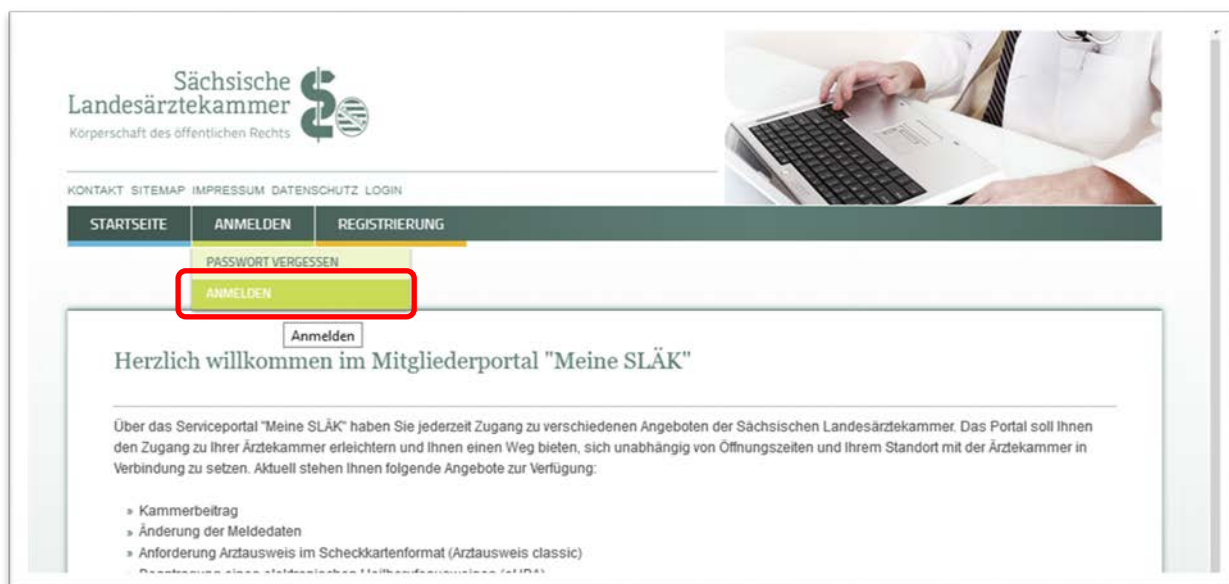 Sächsische
Landesärztekammer
Körperschaft des öffentlichen Rechts
KONTAKT SITEMAP IMPRESSUM DATENSCHUTZ LOGIN
STARTSEITE ANMELDEN REGISTRIERUNG
PASSWORT VERGESSEN
ANMELDEN
Anmelden
Herzlich willkommen im Mitgliederportal "Meine SLÄK"
Über das Serviceportal "Meine SLÄK" haben Sie jederzeit Zugang zu verschiedenen Angeboten der Sächsischen Landesärztekammer. Das Portal soll Ihnen
den Zugang zu Ihrer Ärztekammer erleichtern und Ihnen einen Weg bieten, sich unabhängig von Öffnungszeiten und Ihrem Standort mit der Ärztekammer in
Verbindung zu setzen. Aktuell stehen Ihnen folgende Angebote zur Verfügung:
» Kammerbeitrag
» Änderung der Meldedaten
» Anforderung Arztausweis im Scheckkartenformat (Arztausweis classic)